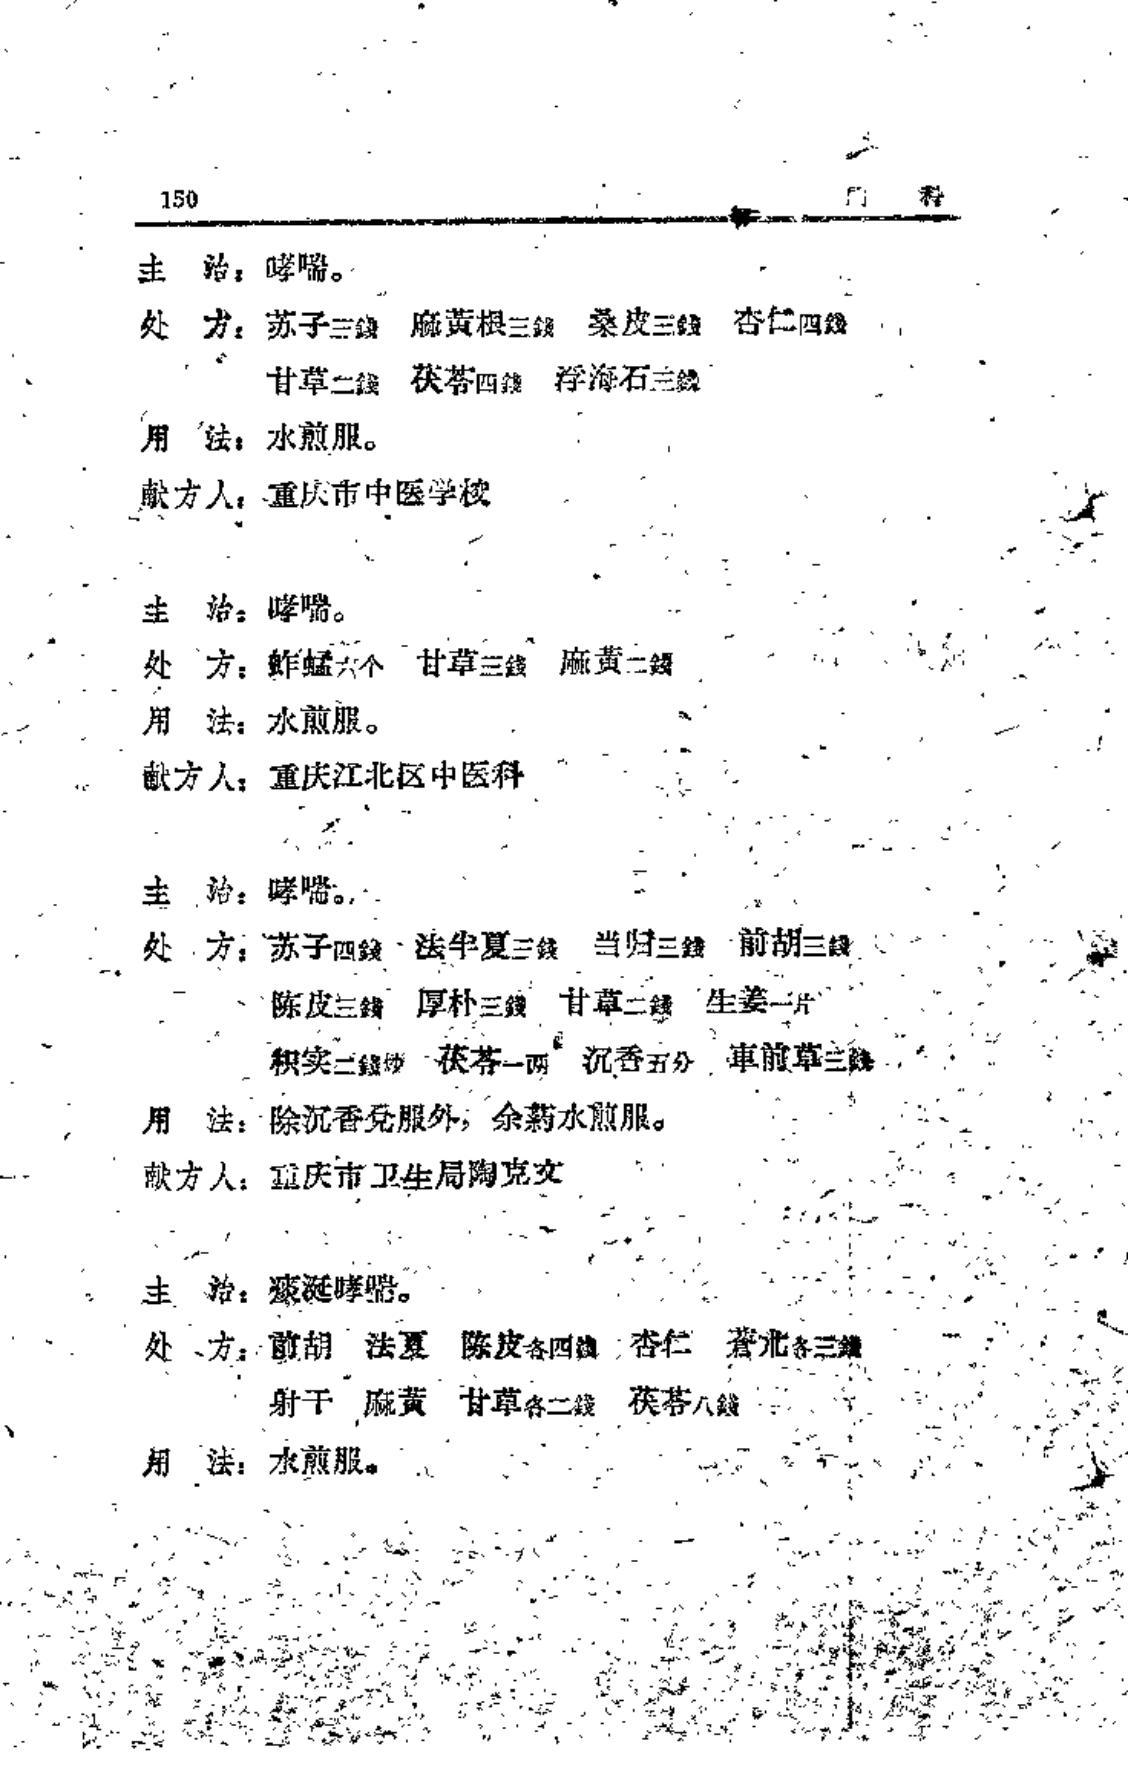 150 内　科
主　治：哮喘。
处　方：苏子三錢　麻黃根三錢　桑皮三錢　杏仁四錢
甘草二錢　茯苓四錢　浮海石三錢
用　法：水煎服。
献方人：重庆市中医学校
主　治：哮喘。
处　方：蚱蜢六个　甘草三錢　麻黃二錢
用　法：水煎服。
献方人：重庆江北区中医科
主　治：哮喘。
处　方：苏子四錢　法半夏三錢　当归三錢　前胡三錢
陈皮三錢　厚朴三錢　甘草二錢　生姜一片
枳实二錢炒　茯苓一两　沉香五分　車前草三錢
用　法：除沉香兑服外，余药水煎服。
献方人：重庆市卫生局陶克文
主　治：痰涎哮喘。
处　方：前胡　法夏　陈皮各四錢　杏仁　蒼朮各三錢
射干　麻黃　甘草各二錢　茯苓八錢
用　法：水煎服。